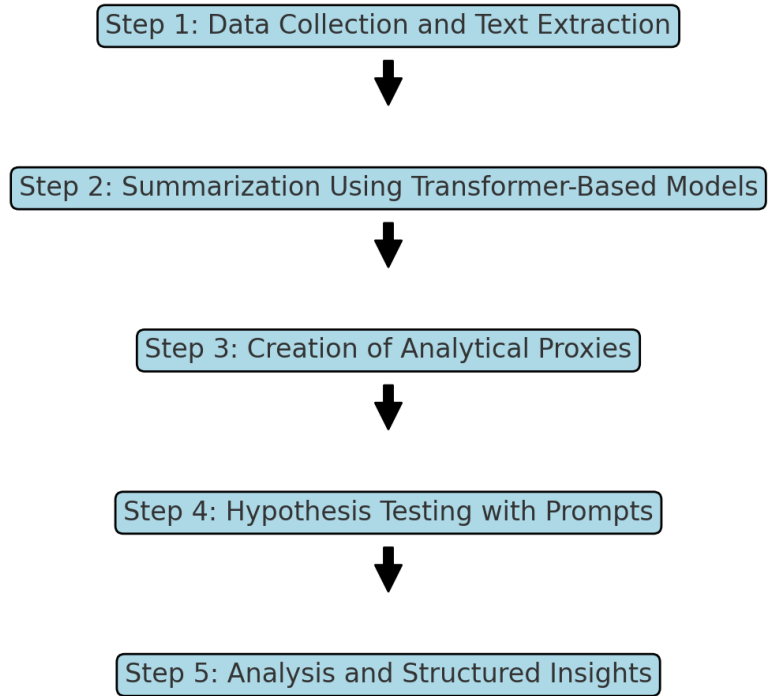 Step 1: Data Collection and Text Extraction
Step 2: Summarization Using Transformer-Based Models
Step 3: Creation of Analytical Proxies
Step 4: Hypothesis Testing with Prompts
Step 5: Analysis and Structured Insights